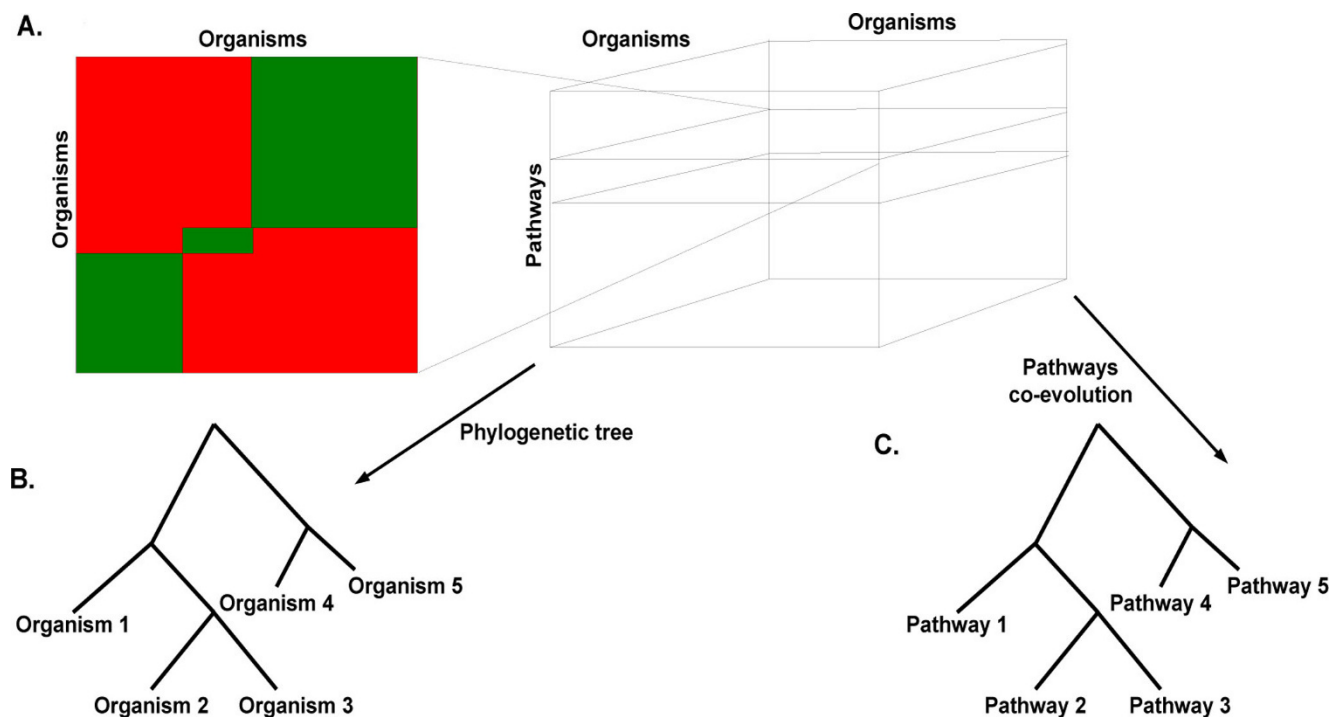 A.
Organisms
Organisms
Organisms
Organisms
Pathways
Phylogenetic tree
Pathways
co-evolution
B.
Organism 1
Organism 4
Organism 5
Organism 2
Organism 3
C.
Pathway 1
Pathway 4
Pathway 5
Pathway 2
Pathway 3